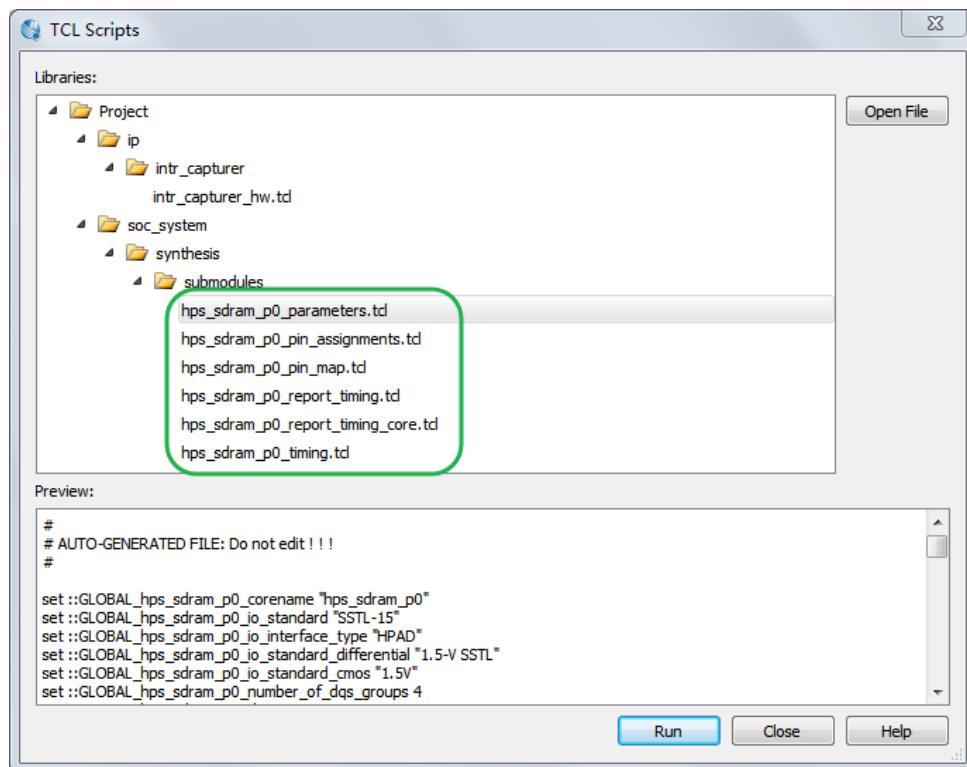 TCL Scripts
Libraries:
Project
Open File
ip
intr_capturer
intr_capturer_hw.tcl
soc_system
synthesis
submodules
hps_sdram_p0_parameters.tcl
hps_sdram_p0_pin_assignments.tcl
hps_sdram_p0_pin_map.tcl
hps_sdram_p0_report_timing.tcl
hps_sdram_p0_report_timing_core.tcl
hps_sdram_p0_timing.tcl
Preview:
#
# AUTO-GENERATED FILE: Do not edit ! ! !
#
set ::GLOBAL_hps_sdram_p0_corename "hps_sdram_p0"
set ::GLOBAL_hps_sdram_p0_io_standard "SSTL-15"
set ::GLOBAL_hps_sdram_p0_io_interface_type "HPAD"
set ::GLOBAL_hps_sdram_p0_io_standard_differential "1.5-V SSTL"
set ::GLOBAL_hps_sdram_p0_io_standard_cmos "1.5V"
set ::GLOBAL_hps_sdram_p0_number_of_dqs_groups 4
Run
Close
Help